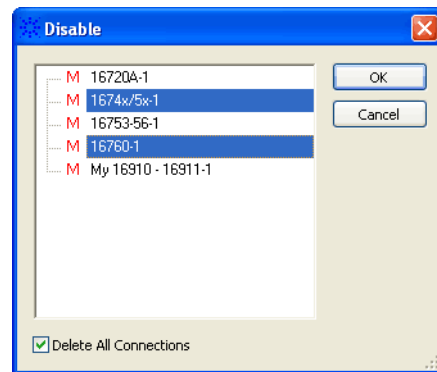 Disable
M 16720A-1
M 1674x/5x-1
M 16753-56-1
M 16760-1
M My 16910 - 16911-1
OK
Cancel
Delete All Connections